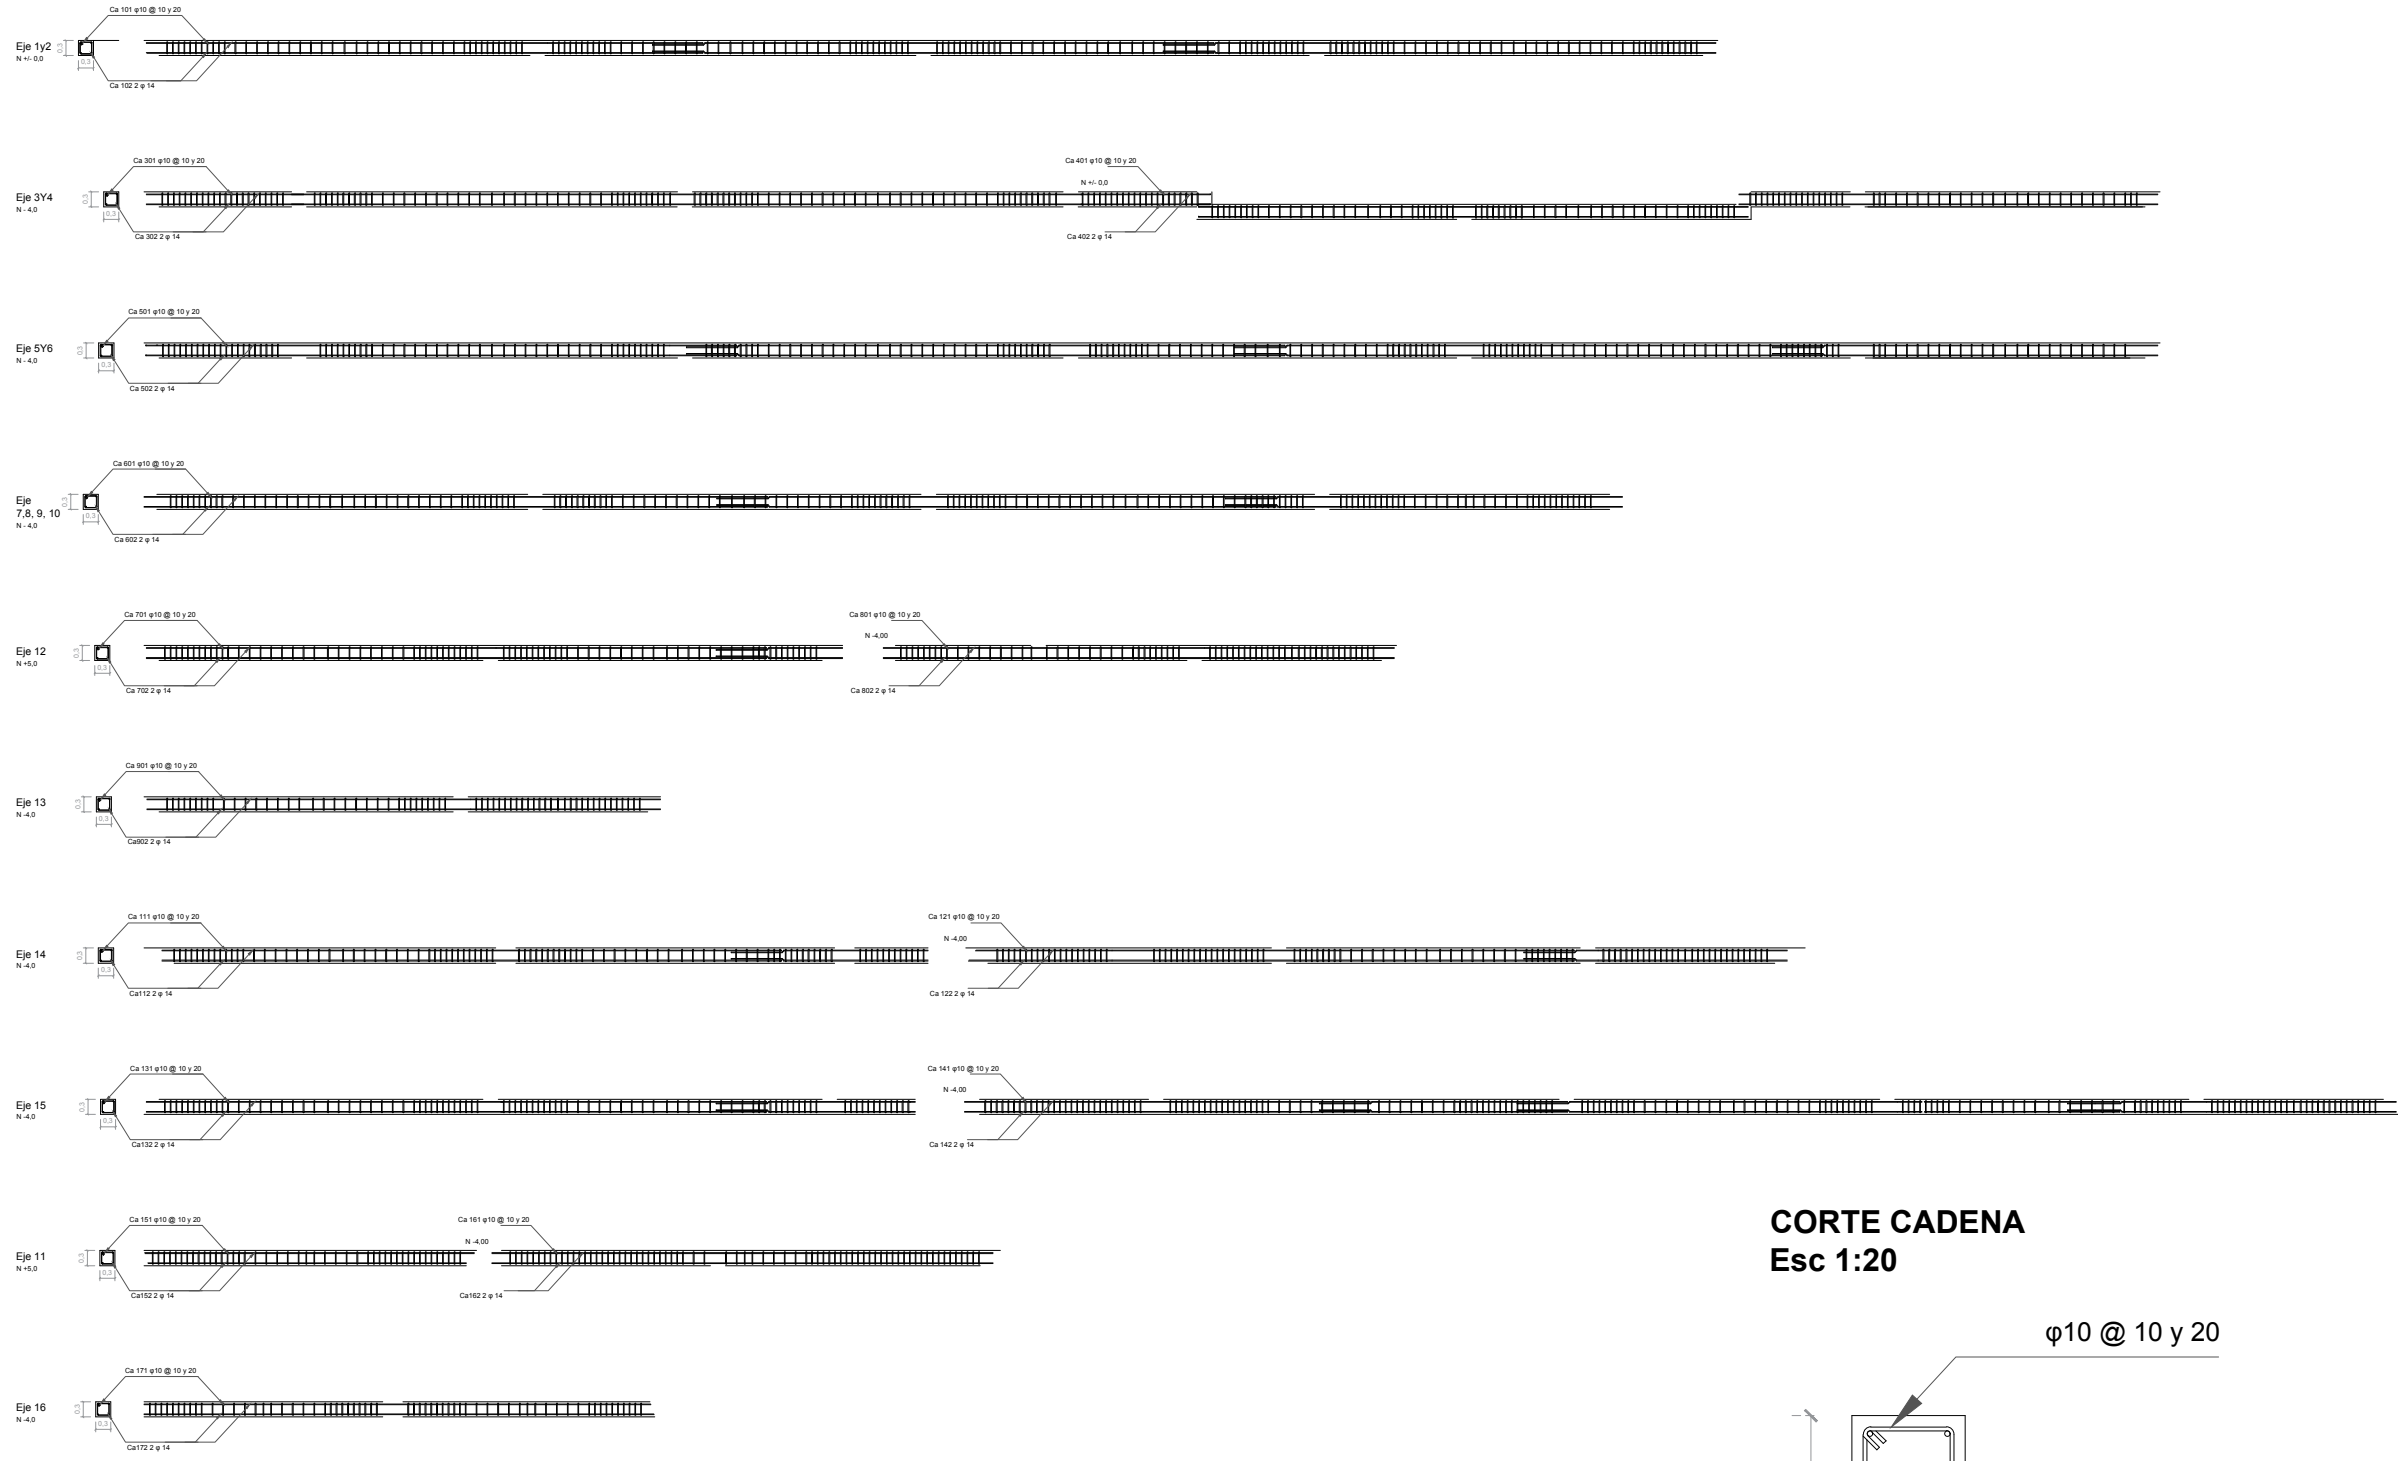 Ca 101 φ10 @ 10 y 20
Eje 1y2
N +/- 0,0
0,3
0,3
Ca 102 2 φ 14
Ca 301 φ10 @ 10 y 20
Ca 401 φ10 @ 10 y 20
N +/- 0,0
Eje 3Y4
N - 4,0
0,3
0,3
Ca 302 2 φ 14
Ca 402 2 φ 14
Ca 501 φ10 @ 10 y 20
Eje 5Y6
N - 4,0
0,3
0,3
Ca 502 2 φ 14
Ca 601 φ10 @ 10 y 20
Eje
7,8, 9, 10
N - 4,0
0,3
0,3
Ca 602 2 φ 14
Ca 701 φ10 @ 10 y 20
Ca 801 φ10 @ 10 y 20
N -4,00
Eje 12
N +5,0
0,3
0,3
Ca 702 2 φ 14
Ca 802 2 φ 14
Ca 901 φ10 @ 10 y 20
Eje 13
N -4,0
0,3
0,3
Ca902 2 φ 14
Ca 111 φ10 @ 10 y 20
Ca 121 φ10 @ 10 y 20
N -4,00
Eje 14
N -4,0
0,3
0,3
Ca112 2 φ 14
Ca 122 2 φ 14
Ca 131 φ10 @ 10 y 20
Ca 141 φ10 @ 10 y 20
N -4,00
Eje 15
N -4,0
0,3
0,3
Ca132 2 φ 14
Ca 142 2 φ 14
Ca 151 φ10 @ 10 y 20
Ca 161 φ10 @ 10 y 20
N -4,00
Eje 11
N +5,0
0,3
0,3
Ca152 2 φ 14
Ca162 2 φ 14
CORTE CADENA
Esc 1:20
φ10 @ 10 y 20
Ca 171 φ10 @ 10 y 20
Eje 16
N -4,0
0,3
0,3
Ca172 2 φ 14